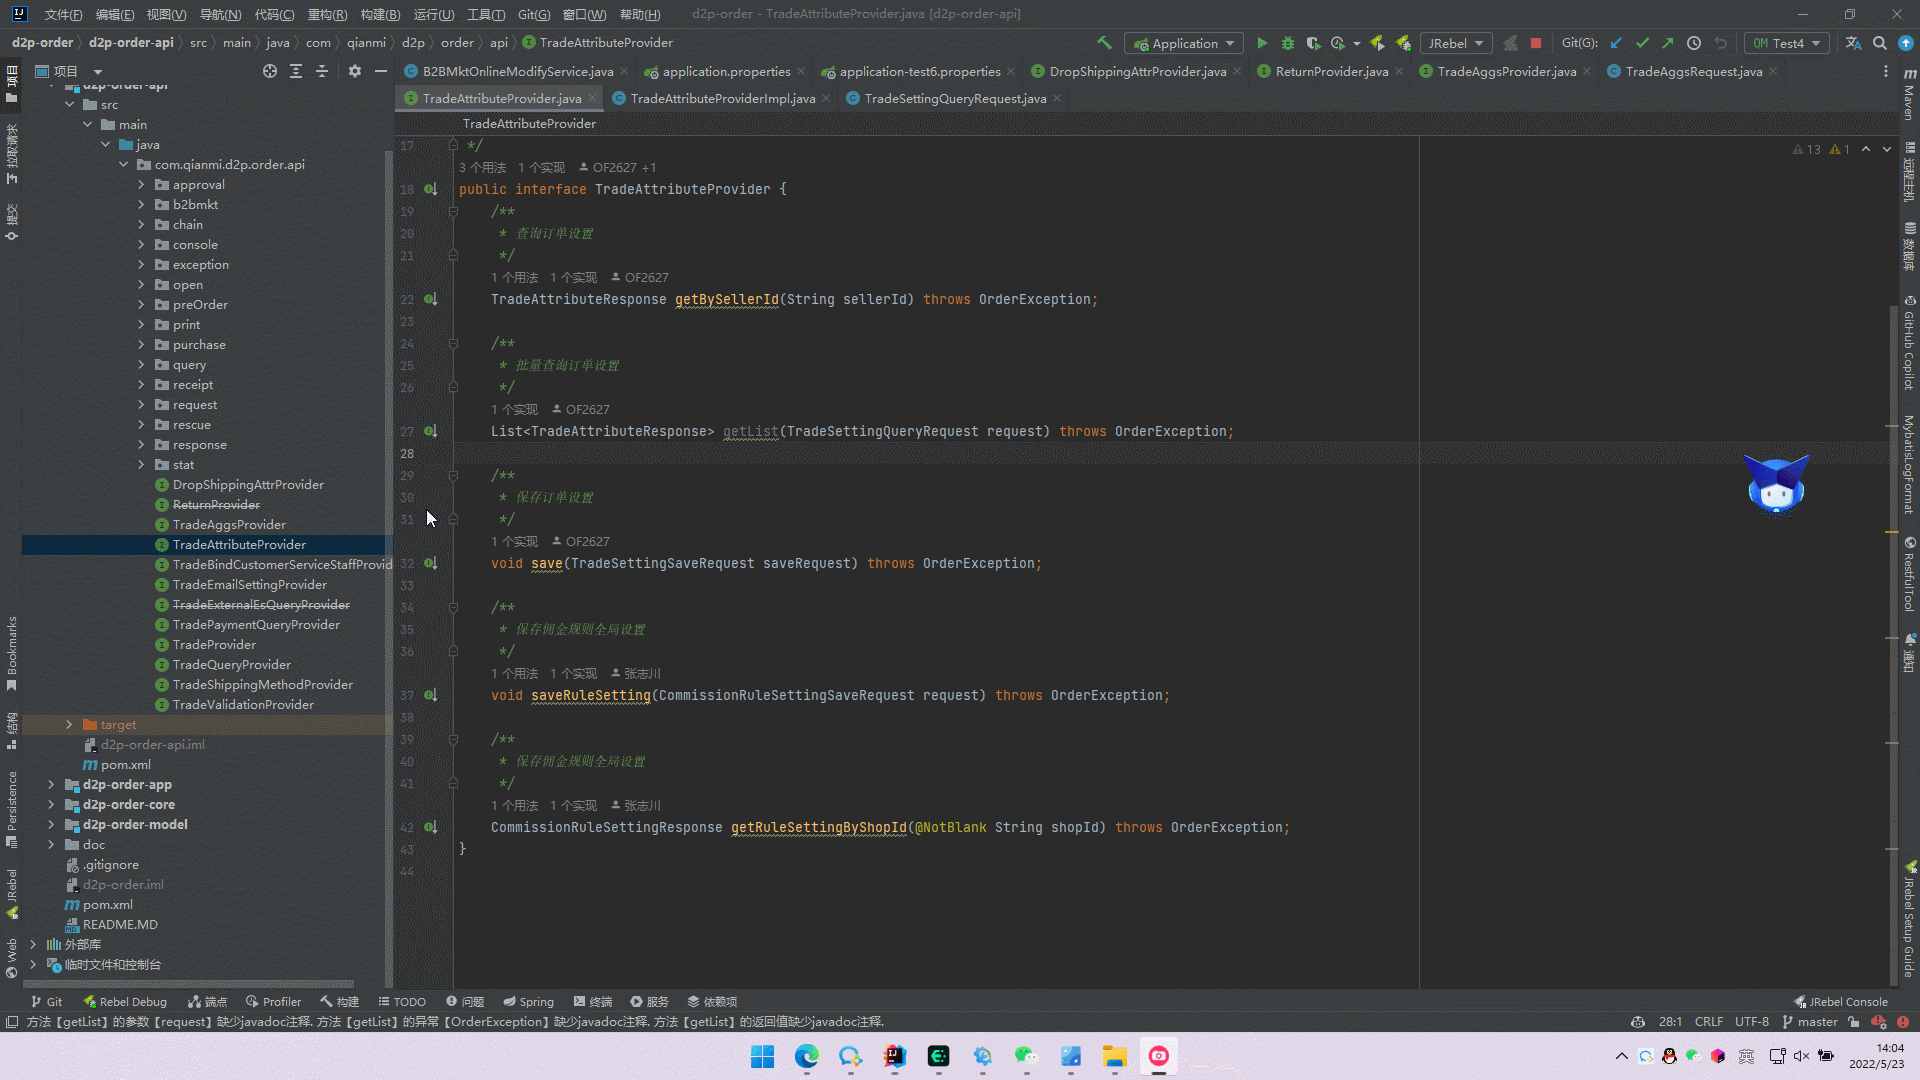 文件(F) 编辑(E) 视图(V) 导航(N) 代码(C) 重构(R) 构建(B) 运行(U) 工具(T) Git(G) 窗口(W) 帮助(H) d2p-order - TradeAttributeProvider.java [d2p-order-api]
d2p-order d2p-order-api src main java com qianmi d2p order api TradeAttributeProvider Application JRebel Git(G): Test4
项目 B2BMktOnlineModifyService.java application.properties application-test6.properties DropShippingAttrProvider.java ReturnProvider.java TradeAggsProvider.java TradeAggsRequest.java
TradeAttributeProvider.java TradeAttributeProviderImpl.java TradeSettingQueryRequest.java
TradeAttributeProvider
项目
拉取请求
提交
Bookmarks
结构
Persistence
JRebel
Web
d2p-order-api
src
main
java
com.qianmi.d2p.order.api
approval
b2bmkt
chain
console
exception
open
preOrder
print
purchase
query
receipt
request
rescue
response
stat
DropShippingAttrProvider
ReturnProvider
TradeAggsProvider
TradeAttributeProvider
TradeBindCustomerServiceStaffProvid
TradeEmailSettingProvider
TradeExternalEsQueryProvider
TradePaymentQueryProvider
TradeProvider
TradeQueryProvider
TradeShippingMethodProvider
TradeValidationProvider
target
d2p-order-api.iml
pom.xml
d2p-order-app
d2p-order-core
d2p-order-model
doc
.gitignore
d2p-order.iml
pom.xml
README.MD
外部库
临时文件和控制台
13 1
17 */
3 个用法 1 个实现 OF2627 +1
18 public interface TradeAttributeProvider {
19 /**
20 * 查询订单设置
21 */
1 个用法 1 个实现 OF2627
22 TradeAttributeResponse getBySellerId(String sellerId) throws OrderException;
23
24 /**
25 * 批量查询订单设置
26 */
1 个实现 OF2627
27 List<TradeAttributeResponse> getList(TradeSettingQueryRequest request) throws OrderException;
28
29 /**
30 * 保存订单设置
31 */
1 个实现 OF2627
32 void save(TradeSettingSaveRequest saveRequest) throws OrderException;
33
34 /**
35 * 保存佣金规则全局设置
36 */
1 个用法 1 个实现 张志川
37 void saveRuleSetting(CommissionRuleSettingSaveRequest request) throws OrderException;
38
39 /**
40 * 保存佣金规则全局设置
41 */
1 个用法 1 个实现 张志川
42 CommissionRuleSettingResponse getRuleSettingByShopId(@NotBlank String shopId) throws OrderException;
43 }
44
Maven
远程主机
数据库
GitHub Copilot
MybatisLogFormat
RestfulTool
通知
JRebel Setup Guide
Git Rebel Debug 端点 Profiler 构建 TODO 问题 Spring 终端 服务 依赖项 JRebel Console
方法【getList】的参数【request】缺少javadoc注释. 方法【getList】的异常【OrderException】缺少javadoc注释. 方法【getList】的返回值缺少javadoc注释. 28:1 CRLF UTF-8 master
英 14:04
2022/5/23